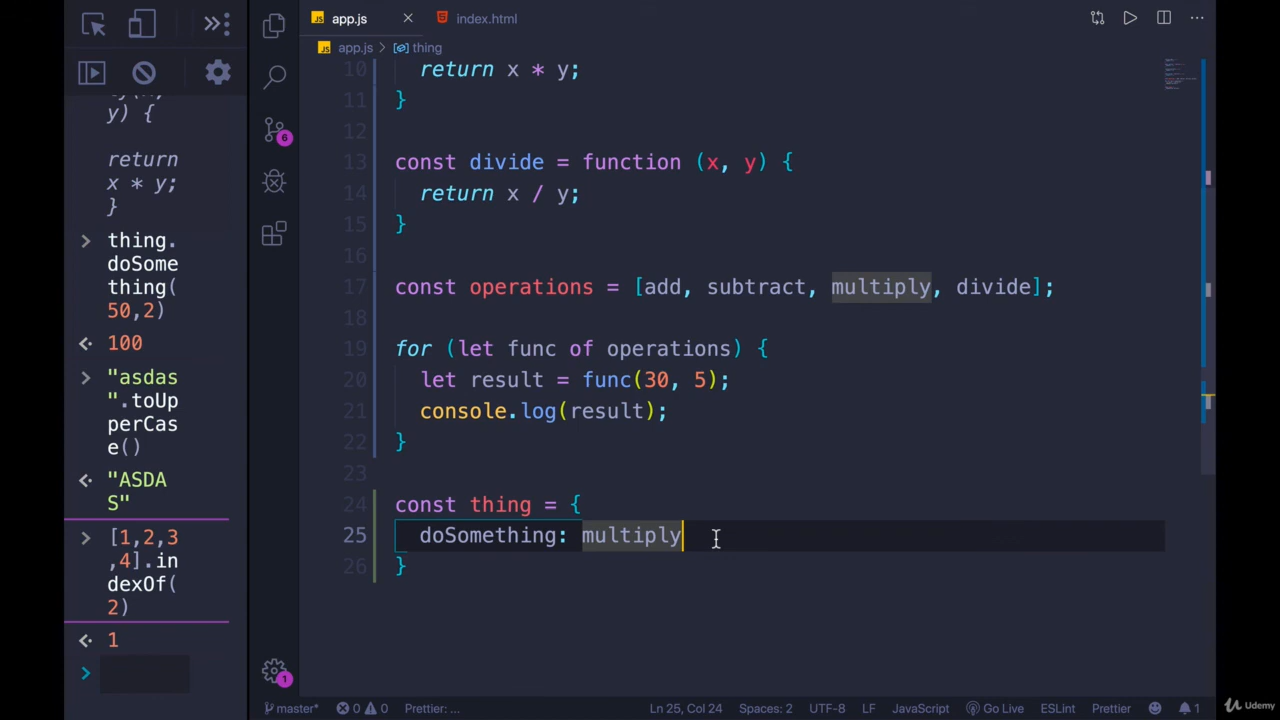 app.js
index.html
app.js > thing
ty(x,
y) {
return
x * y;
}
thing.
doSome
thing(
50,2)
100
"asdas
".toUp
perCas
e()
"ASDA
S"
[1,2,3
,4].in
dexOf(
2)
1
6
1
10 return x * y;
11 }
12
13 const divide = function (x, y) {
14 return x / y;
15 }
16
17 const operations = [add, subtract, multiply, divide];
18
19 for (let func of operations) {
20 let result = func(30, 5);
21 console.log(result);
22 }
23
24 const thing = {
25 doSomething: multiply
26 }
master* 0 0 Prettier: ... Ln 25, Col 24 Spaces: 2 UTF-8 LF JavaScript Go Live ESLint Prettier 1
Udemy